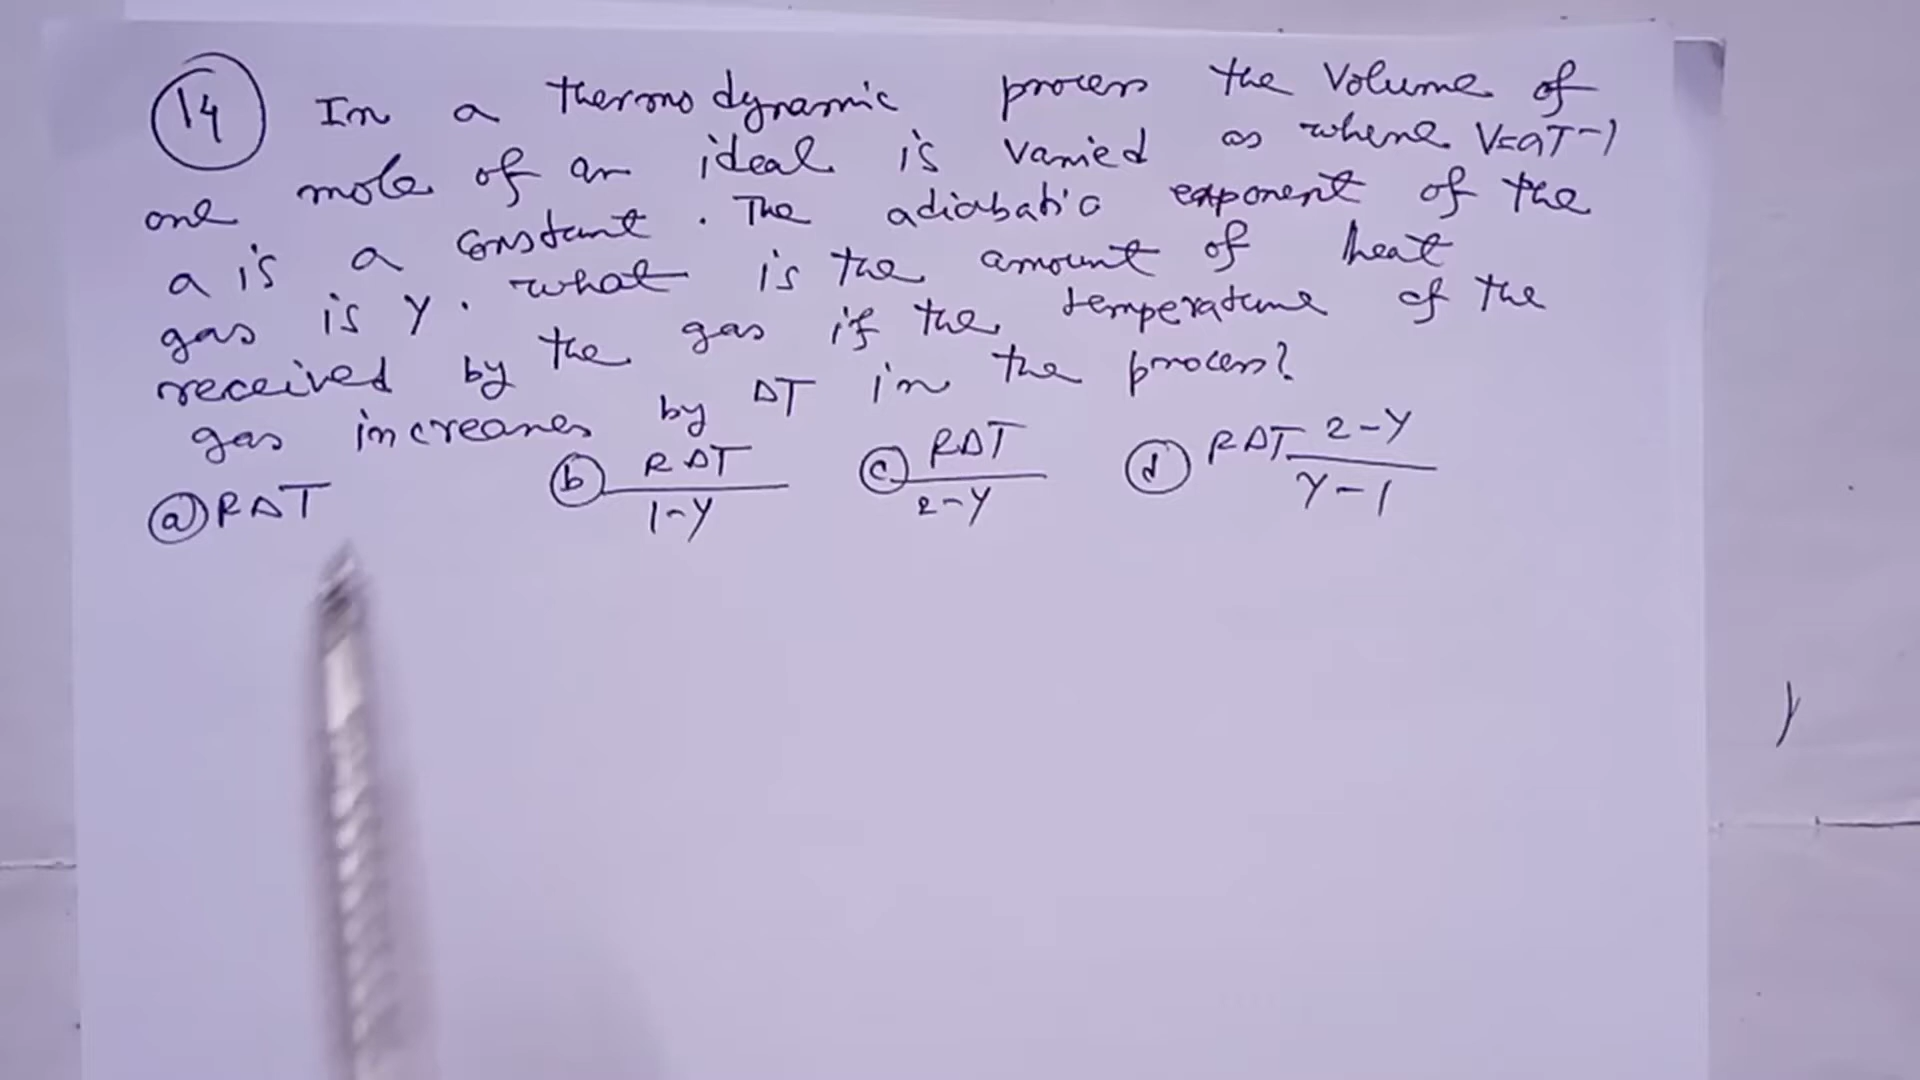 14 In a thermodynamic process the Volume of
one mole of an ideal is varied as where V=aT-1
a is a constant. The adiabatic exponent of the
gas is γ. what is the amount of heat
received by the gas if the temperature of the
gas increases by ΔT in the process?
(a) RΔT (b) RΔT/1-γ (c) RΔT/2-γ (d) RΔT 2-γ/γ-1